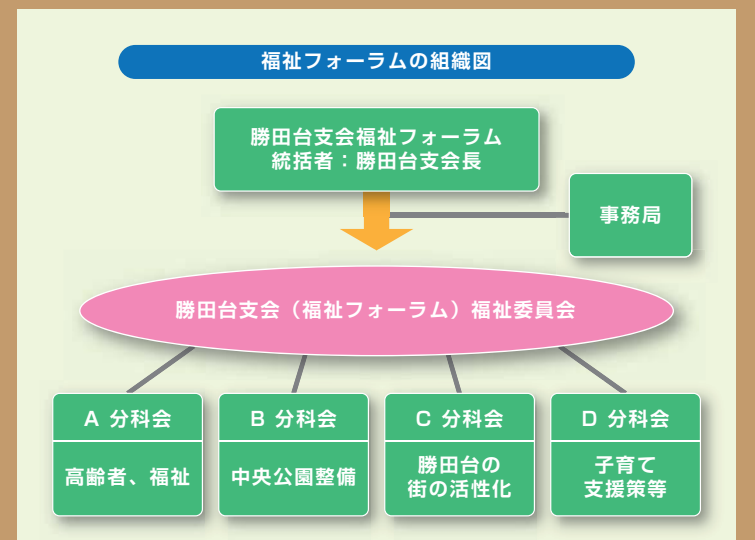 福祉フォーラムの組織図
勝田台支会福祉フォーラム
統括者：勝田台支会長
事務局
勝田台支会（福祉フォーラム）福祉委員会
A 分科会
高齢者、福祉
B 分科会
中央公園整備
C 分科会
勝田台の
街の活性化
D 分科会
子育て
支援策等